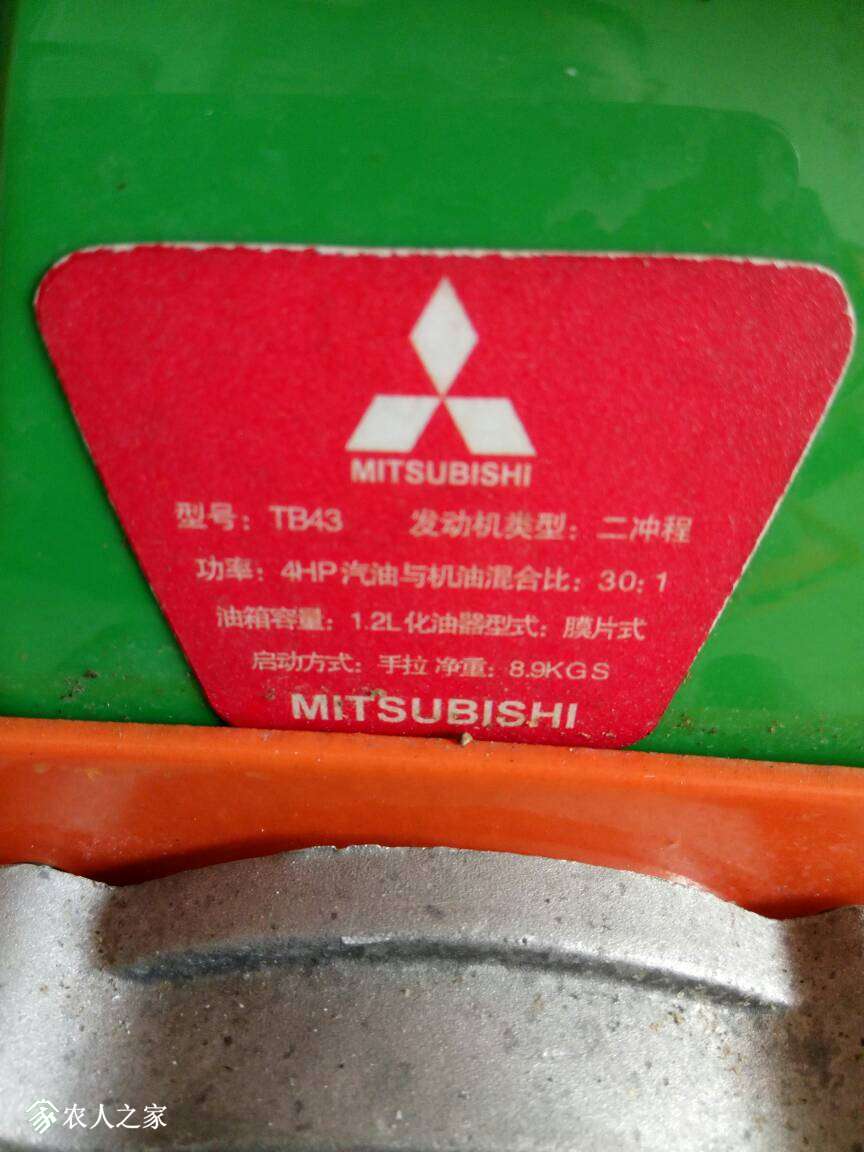 MITSUBISHI
型号：TB43 发动机类型：二冲程
功率：4HP 汽油与机油混合比：30：1
油箱容量：1.2L 化油器型式：膜片式
启动方式：手拉 净重：8.9KGS
MITSUBISHI
农人之家